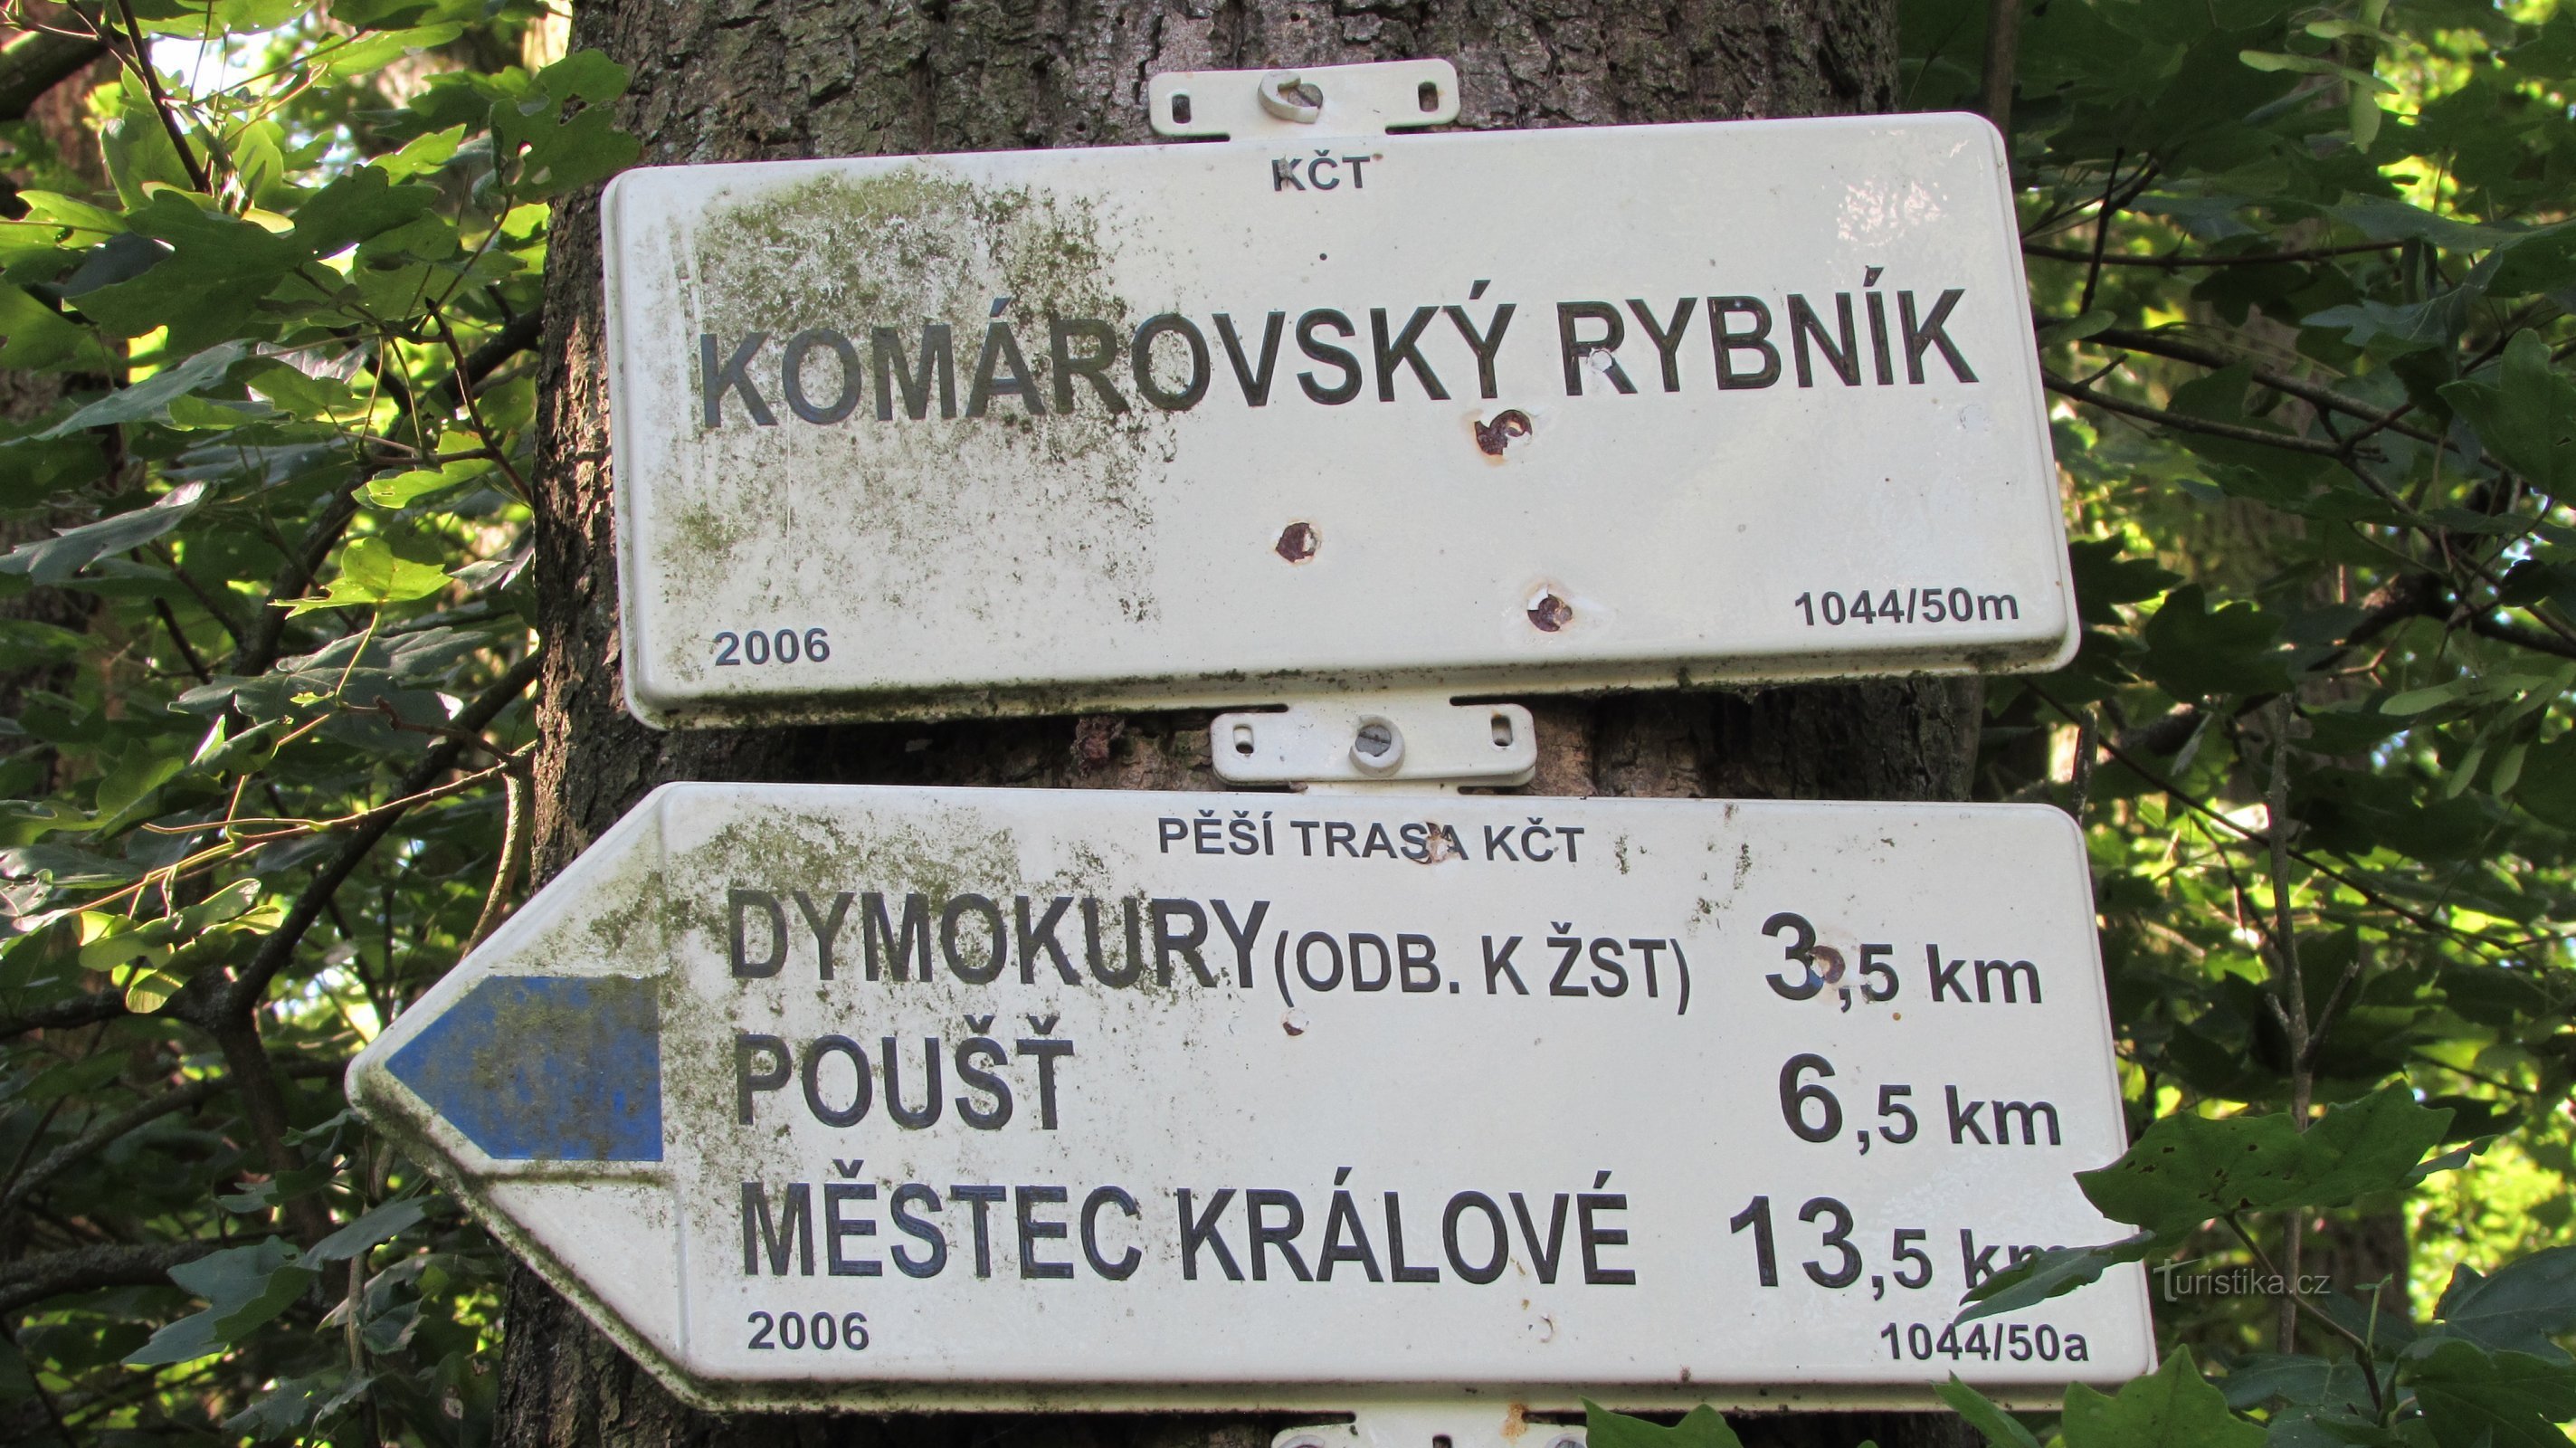 KČT
KOMÁROVSKÝ RYBNÍK
2006 1044/50m
PĚŠÍ TRASA KČT
DYMOKURY (ODB. K ŽST) 3,5 km
POUŠŤ 6,5 km
MĚSTEC KRÁLOVÉ 13,5 km
2006 1044/50a
Turistika.cz